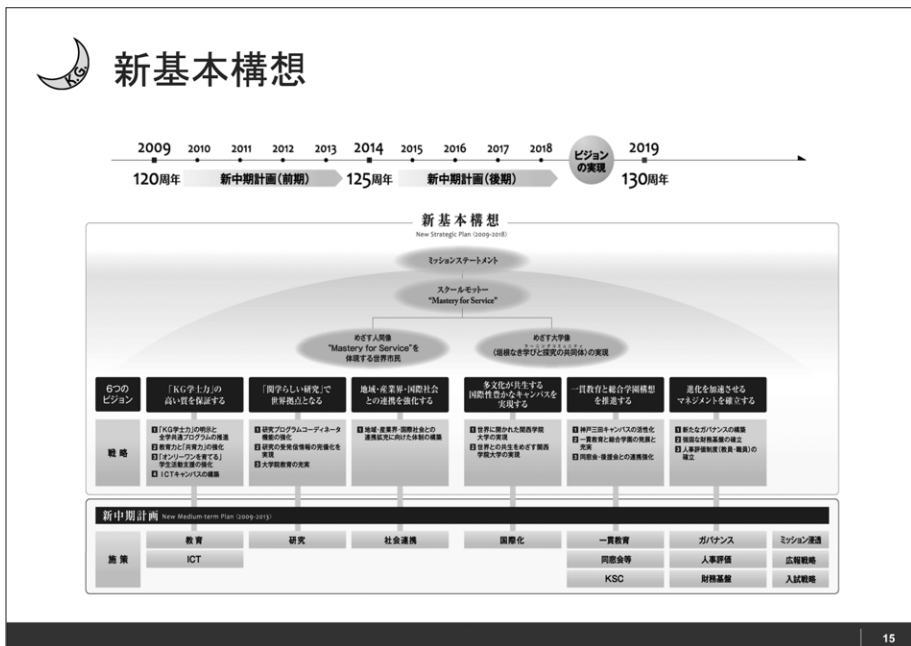 K.G.
新基本構想
2009 2010 2011 2012 2013 2014 2015 2016 2017 2018 ビジョンの実現 2019
120周年 新中期計画(前期) 125周年 新中期計画(後期) 130周年
新基本構想
New Strategic Plan (2009-2018)
ミッションステートメント
スクールモットー
"Mastery for Service"
めざす人間像
"Mastery for Service"を
体現する世界市民
めざす大学像
ラーニングコミュニティ
〈垣根なき学びと探究の共同体〉の実現
6つの
ビジョン
「KG学士力」の
高い質を保証する
「関学らしい研究」で
世界拠点となる
地域・産業界・国際社会
との連携を強化する
多文化が共生する
国際性豊かなキャンパスを
実現する
一貫教育と総合学園構想
を推進する
進化を加速させる
マネジメントを確立する
戦略
1 「KG学士力」の明示と
全学共通プログラムの推進
2 教育力と「共育力」の強化
3 「オンリーワンを育てる」
学生活動支援の強化
4 ICTキャンパスの構築
1 研究プログラムコーディネータ
機能の強化
2 研究の受発信情報の完備化を
実現
3 大学院教育の充実
1 地域・産業界・国際社会との
連携拡充に向けた体制の構築
1 世界に開かれた関西学院
大学の実現
2 世界との共生をめざす関西
学院大学の実現
1 神戸三田キャンパスの活性化
2 一貫教育と総合学園の発展と
充実
3 同窓会・後援会との連携強化
1 新たなガバナンスの構築
2 強固な財務基盤の確立
3 人事評価制度(教員・職員)の
確立
新中期計画 New Medium-term Plan (2009-2013)
施策
教育
ICT
研究
社会連携
国際化
一貫教育
同窓会等
KSC
ガバナンス
人事評価
財務基盤
ミッション浸透
広報戦略
入試戦略
15